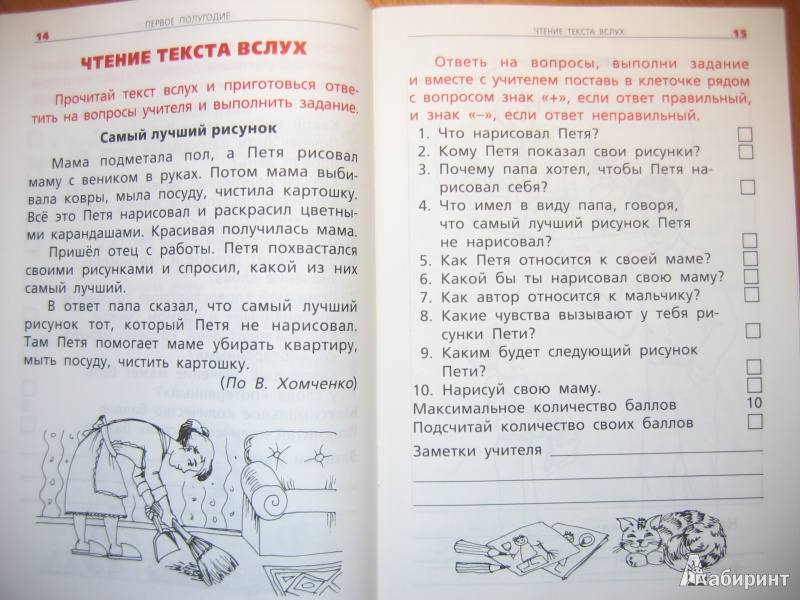 14
ПЕРВОЕ ПОЛУГОДИЕ
ЧТЕНИЕ ТЕКСТА ВСЛУХ
Прочитай текст вслух и приготовься отве-
тить на вопросы учителя и выполнить задание.
Самый лучший рисунок
Мама подметала пол, а Петя рисовал
маму с веником в руках. Потом мама выби-
вала ковры, мыла посуду, чистила картошку.
Всё это Петя нарисовал и раскрасил цветны-
ми карандашами. Красивая получилась мама.
Пришёл отец с работы. Петя похвастался
своими рисунками и спросил, какой из них
самый лучший.
В ответ папа сказал, что самый лучший
рисунок тот, который Петя не нарисовал.
Там Петя помогает маме убирать квартиру,
мыть посуду, чистить картошку.
(По В. Хомченко)
ЧТЕНИЕ ТЕКСТА ВСЛУХ
15
Ответь на вопросы, выполни задание
и вместе с учителем поставь в клеточке рядом
с вопросом знак «+», если ответ правильный,
и знак «–», если ответ неправильный.
1. Что нарисовал Петя?
2. Кому Петя показал свои рисунки?
3. Почему папа хотел, чтобы Петя на-
рисовал себя?
4. Что имел в виду папа, говоря,
что самый лучший рисунок Петя
не нарисовал?
5. Как Петя относится к своей маме?
6. Какой бы ты нарисовал свою маму?
7. Как автор относится к мальчику?
8. Какие чувства вызывают у тебя ри-
сунки Пети?
9. Каким будет следующий рисунок
Пети?
10. Нарисуй свою маму.
Максимальное количество баллов 10
Подсчитай количество своих баллов
Заметки учителя
Лабиринт